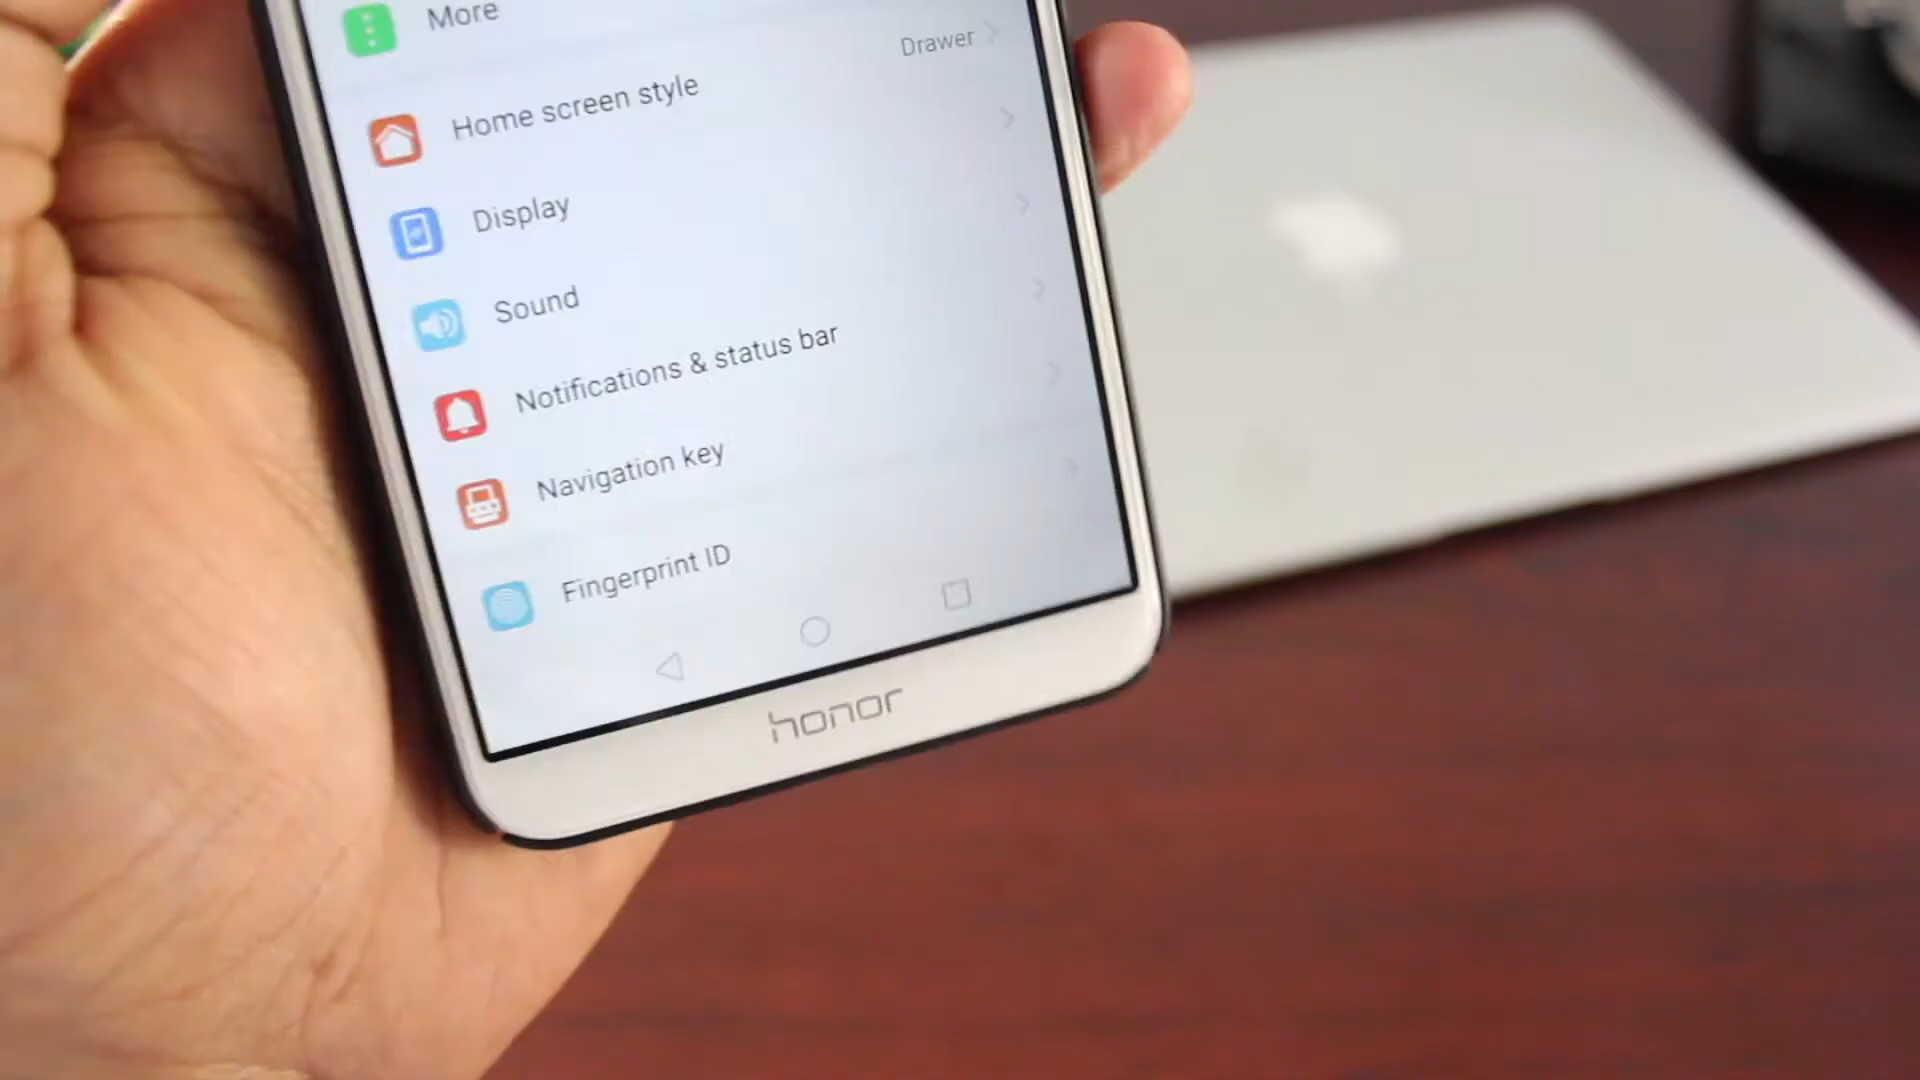 More
Drawer
Home screen style
Display
Sound
Notifications & status bar
Navigation key
Fingerprint ID
honor